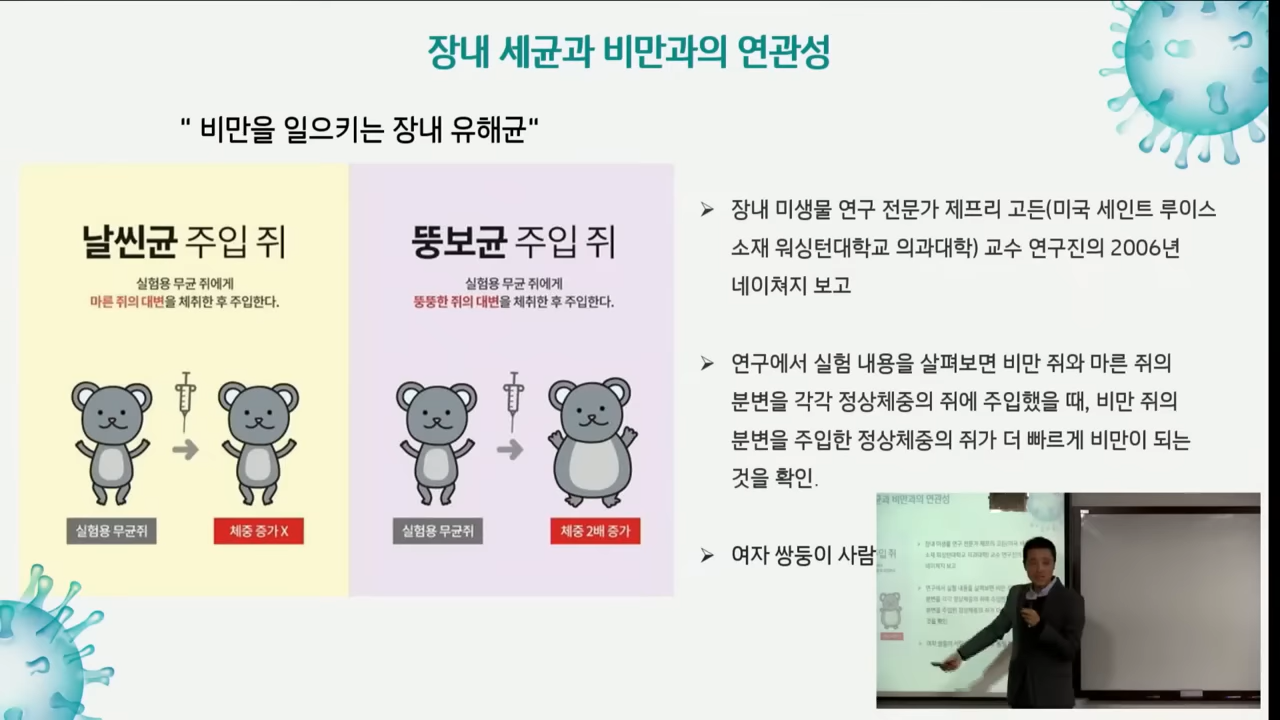 장내 세균과 비만과의 연관성
" 비만을 일으키는 장내 유해균"
날씬균 주입 쥐
실험용 무균 쥐에게
마른 쥐의 대변을 체취한 후 주입한다.
실험용 무균쥐
체중 증가 X
뚱보균 주입 쥐
실험용 무균 쥐에게
뚱뚱한 쥐의 대변을 체취한 후 주입한다.
실험용 무균쥐
체중 2배 증가
➢ 장내 미생물 연구 전문가 제프리 고든(미국 세인트 루이스
소재 워싱턴대학교 의과대학) 교수 연구진의 2006년
네이쳐지 보고
➢ 연구에서 실험 내용을 살펴보면 비만 쥐와 마른 쥐의
분변을 각각 정상체중의 쥐에 주입했을 때, 비만 쥐의
분변을 주입한 정상체중의 쥐가 더 빠르게 비만이 되는
것을 확인.
➢ 여자 쌍둥이 사람